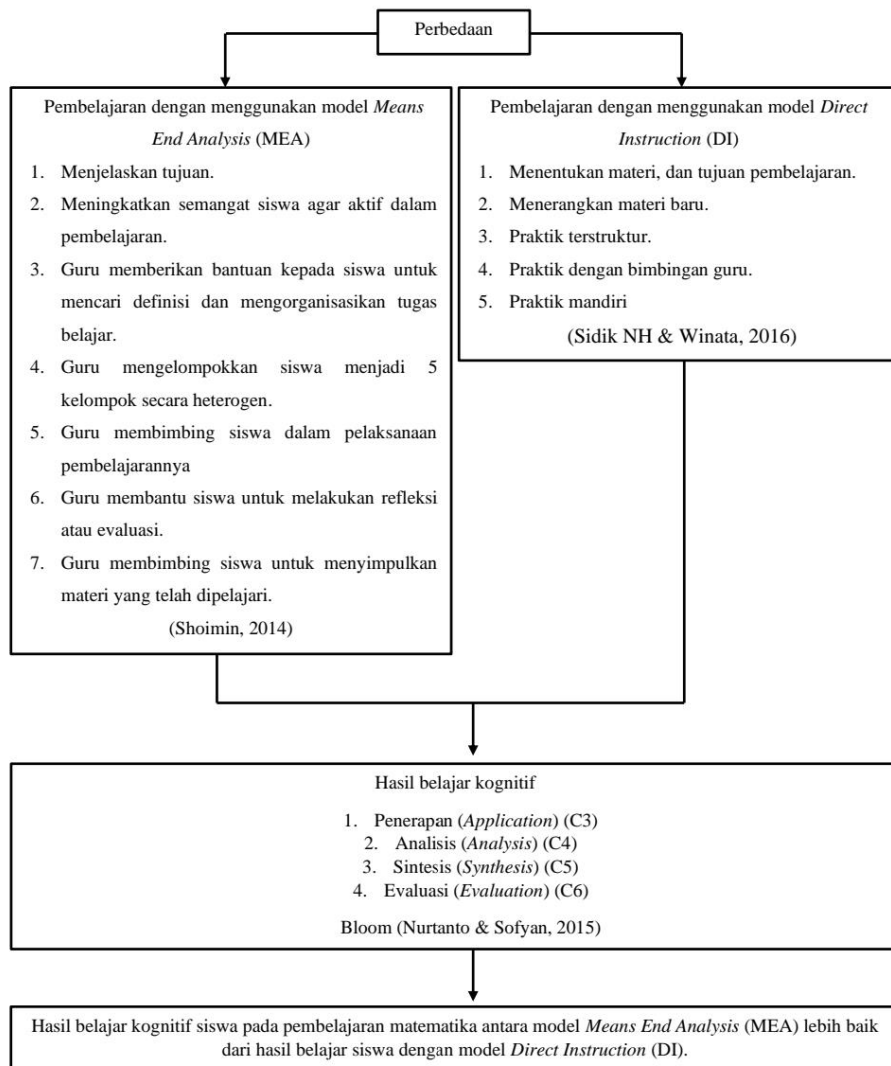 Perbedaan
Pembelajaran dengan menggunakan model Means
End Analysis (MEA)
1. Menjelaskan tujuan.
2. Meningkatkan semangat siswa agar aktif dalam
pembelajaran.
3. Guru memberikan bantuan kepada siswa untuk
mencari definisi dan mengorganisasikan tugas
belajar.
4. Guru mengelompokkan siswa menjadi 5
kelompok secara heterogen.
5. Guru membimbing siswa dalam pelaksanaan
pembelajarannya
6. Guru membantu siswa untuk melakukan refleksi
atau evaluasi.
7. Guru membimbing siswa untuk menyimpulkan
materi yang telah dipelajari.
(Shoimin, 2014)
Pembelajaran dengan menggunakan model Direct
Instruction (DI)
1. Menentukan materi, dan tujuan pembelajaran.
2. Menerangkan materi baru.
3. Praktik terstruktur.
4. Praktik dengan bimbingan guru.
5. Praktik mandiri
(Sidik NH & Winata, 2016)
Hasil belajar kognitif
1. Penerapan (Application) (C3)
2. Analisis (Analysis) (C4)
3. Sintesis (Synthesis) (C5)
4. Evaluasi (Evaluation) (C6)
Bloom (Nurtanto & Sofyan, 2015)
Hasil belajar kognitif siswa pada pembelajaran matematika antara model Means End Analysis (MEA) lebih baik
dari hasil belajar siswa dengan model Direct Instruction (DI).